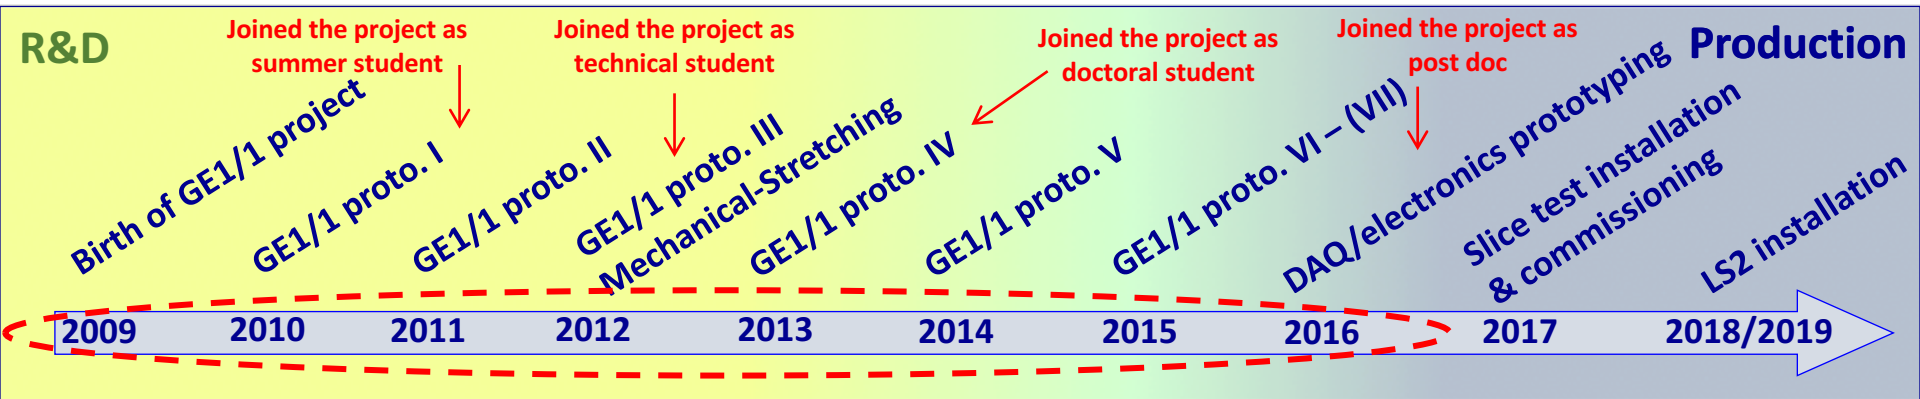 R&D
Joined the project as
summer student
Joined the project as
technical student
Joined the project as
doctoral student
Joined the project as
post doc
Production
Birth of GE1/1 project
GE1/1 proto. I
GE1/1 proto. II
GE1/1 proto. III
Mechanical-Stretching
GE1/1 proto. IV
GE1/1 proto. V
GE1/1 proto. VI – (VII)
DAQ/electronics prototyping
Slice test installation
& commissioning
LS2 installation
2009 2010 2011 2012 2013 2014 2015 2016 2017 2018/2019